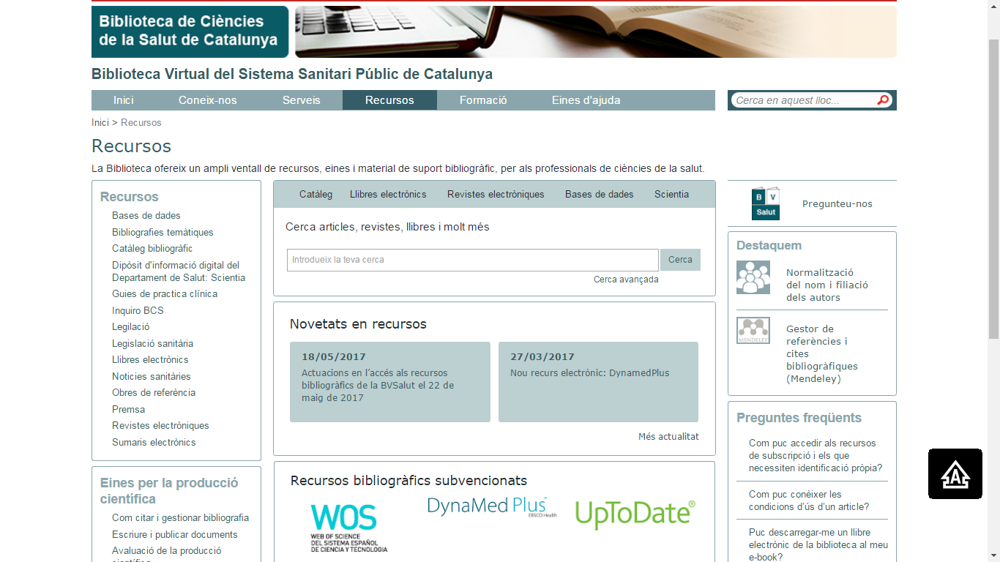 Biblioteca de Ciències
de la Salut de Catalunya
Biblioteca Virtual del Sistema Sanitari Públic de Catalunya
Inici
Coneix-nos
Serveis
Recursos
Formació
Eines d'ajuda
Cerca en aquest lloc...
Inici > Recursos
Recursos
La Biblioteca ofereix un ampli ventall de recursos, eines i material de suport bibliogràfic, per als professionals de ciències de la salut.
Recursos
Bases de dades
Bibliografies temàtiques
Catàleg bibliogràfic
Dipòsit d'informació digital del
Departament de Salut: Scientia
Guies de practica clínica
Inquiro BCS
Legilació
Legislació sanitària
Llibres electrònics
Noticies sanitàries
Obres de referència
Premsa
Revistes electròniques
Sumaris electrònics
Eines per la producció
científica
Com citar i gestionar bibliografia
Escriure i publicar documents
Avaluació de la producció
científica
Catàleg
Llibres electrònics
Revistes electròniques
Bases de dades
Scientia
Cerca articles, revistes, llibres i molt més
Introdueix la teva cerca
Cerca
Cerca avançada
Novetats en recursos
18/05/2017
Actuacions en l'accés als recursos
bibliogràfics de la BVSalut el 22 de
maig de 2017
27/03/2017
Nou recurs electrònic: DynamedPlus
Més actualitat
Recursos bibliogràfics subvencionats
WOS
WEB OF SCIENCE
DEL SISTEMA ESPAÑOL
DE CIENCIA Y TECNOLOGIA
DynaMed Plus®
EBSCO Health
UpToDate®
B V
Salut
Pregunteu-nos
Destaquem
Normalització
del nom i filiació
dels autors
MENDELEY
Gestor de
referències i
cites
bibliogràfiques
(Mendeley)
Preguntes freqüents
Com puc accedir als recursos
de subscripció i els que
necessiten identificació pròpia?
Com puc conèixer les
condicions d'ús d'un article?
Puc descarregar-me un llibre
electrònic de la biblioteca al meu
e-book?
A